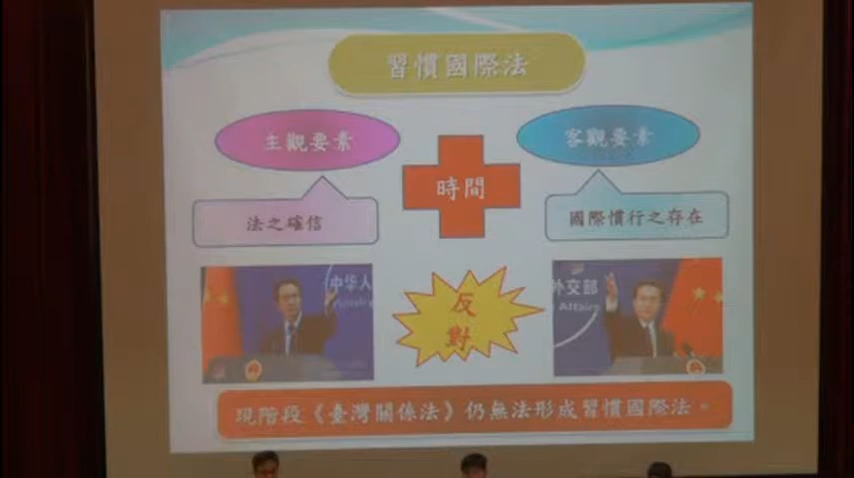 習慣國際法
主觀要素
時間
客觀要素
法之確信
國際慣行之存在
中华人
反
對
外交部
Affairs
現階段《臺灣關係法》仍無法形成習慣國際法。